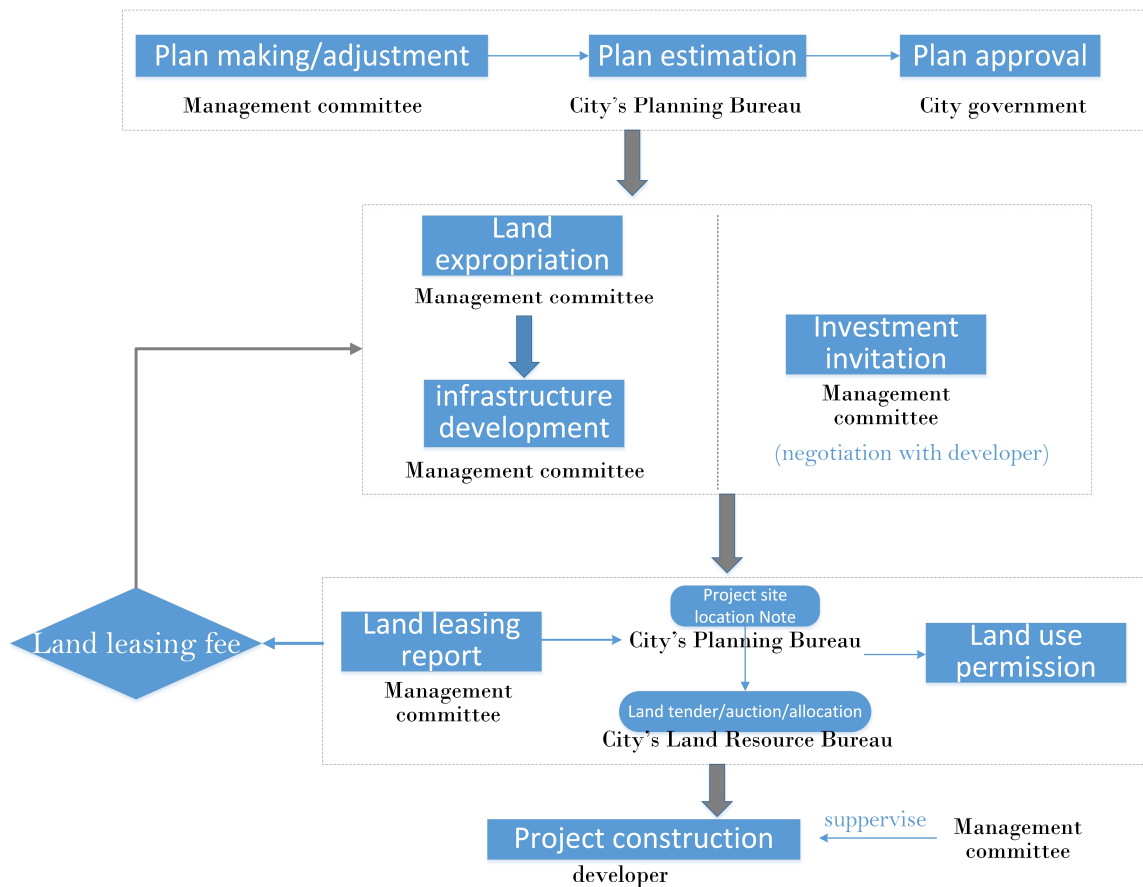 Plan making/adjustment
Plan estimation
Plan approval
Management committee
City's Planning Bureau
City government
Land
expropriation
Management committee
infrastructure
development
Management committee
Investment
invitation
Management
committee
(negotiation with developer)
Land leasing fee
Land leasing
report
Management
committee
Project site
location Note
City's Planning Bureau
Land tender/auction/allocation
City's Land Resource Bureau
Land use
permission
Project construction
developer
suppervise
Management
committee